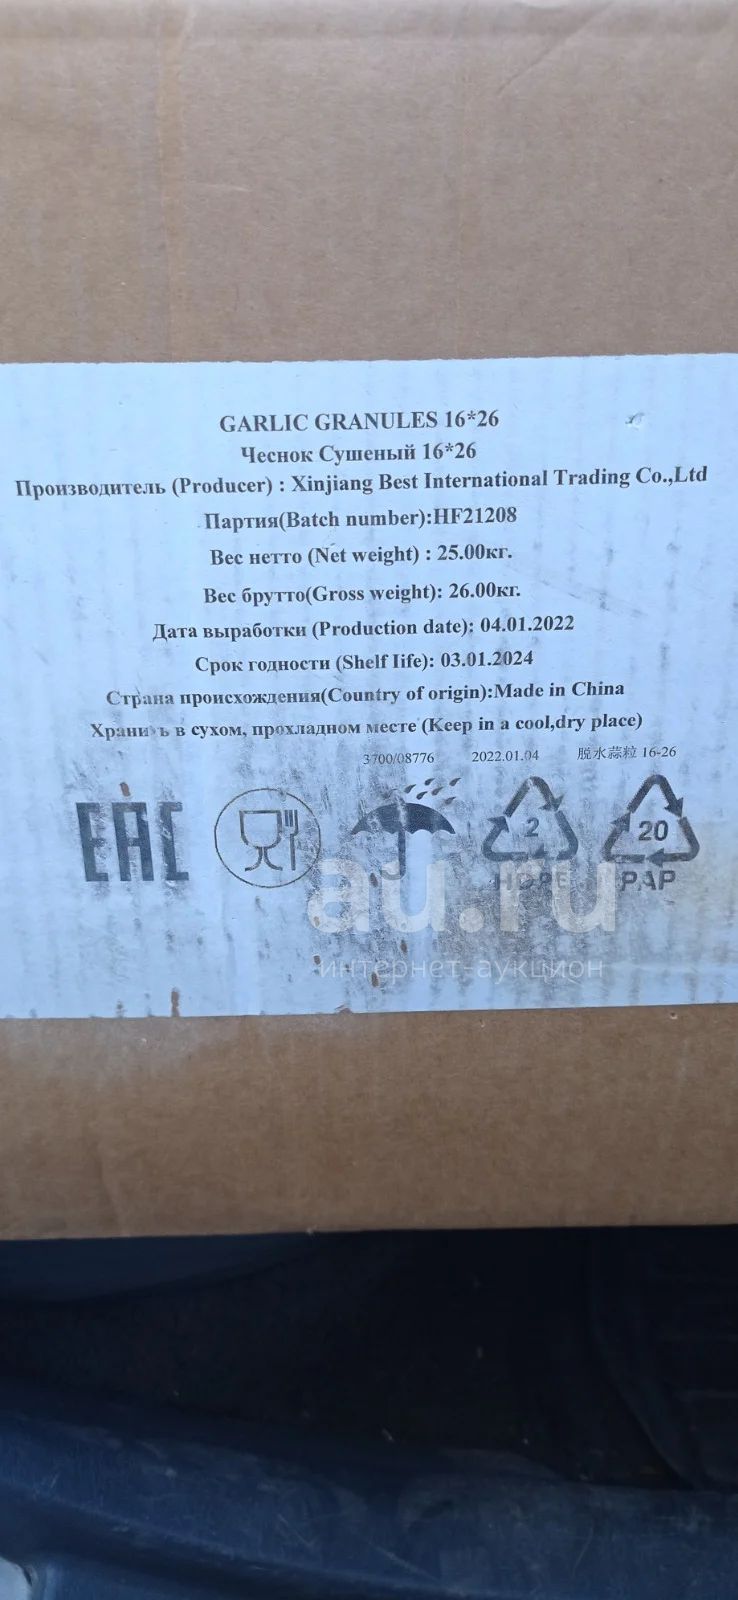 GARLIC GRANULES 16*26
Чеснок Сушеный 16*26
Производитель (Producer) : Xinjiang Best International Trading Co.,Ltd
Партия(Batch number):HF21208
Вес нетто (Net weight) : 25.00кг.
Вес брутто(Gross weight): 26.00кг.
Дата выработки (Production date): 04.01.2022
Срок годности (Shelf Iife): 03.01.2024
Страна происхождения(Country of origin):Made in China
Хранить в сухом, прохладном месте (Keep in a cool,dry place)
3700/08776 2022.01.04 脱水蒜粒 16-26
EAC 2 20
HDPE PAP
au.ru
интернет-аукцион